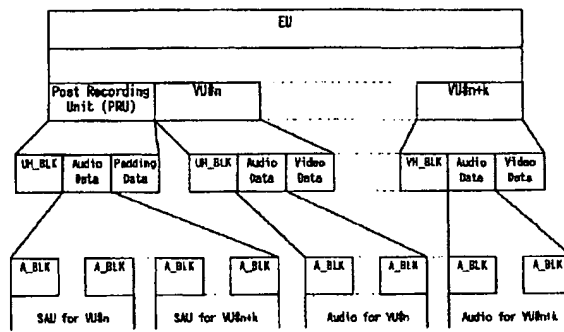 EU
Post Recording
Unit (PRU)
VU#n
VU#n+k
UH_BLK
Audio
Data
Padding
Data
UH_BLK
Audio
Data
Video
Data
VH_BLK
Audio
Data
Video
Data
A_BLK
A_BLK
A_BLK
A_BLK
A_BLK
A_BLK
A_BLK
A_BLK
SAU for VU#n
SAU for VU#n+k
Audio for VU#n
Audio for VU#n+k